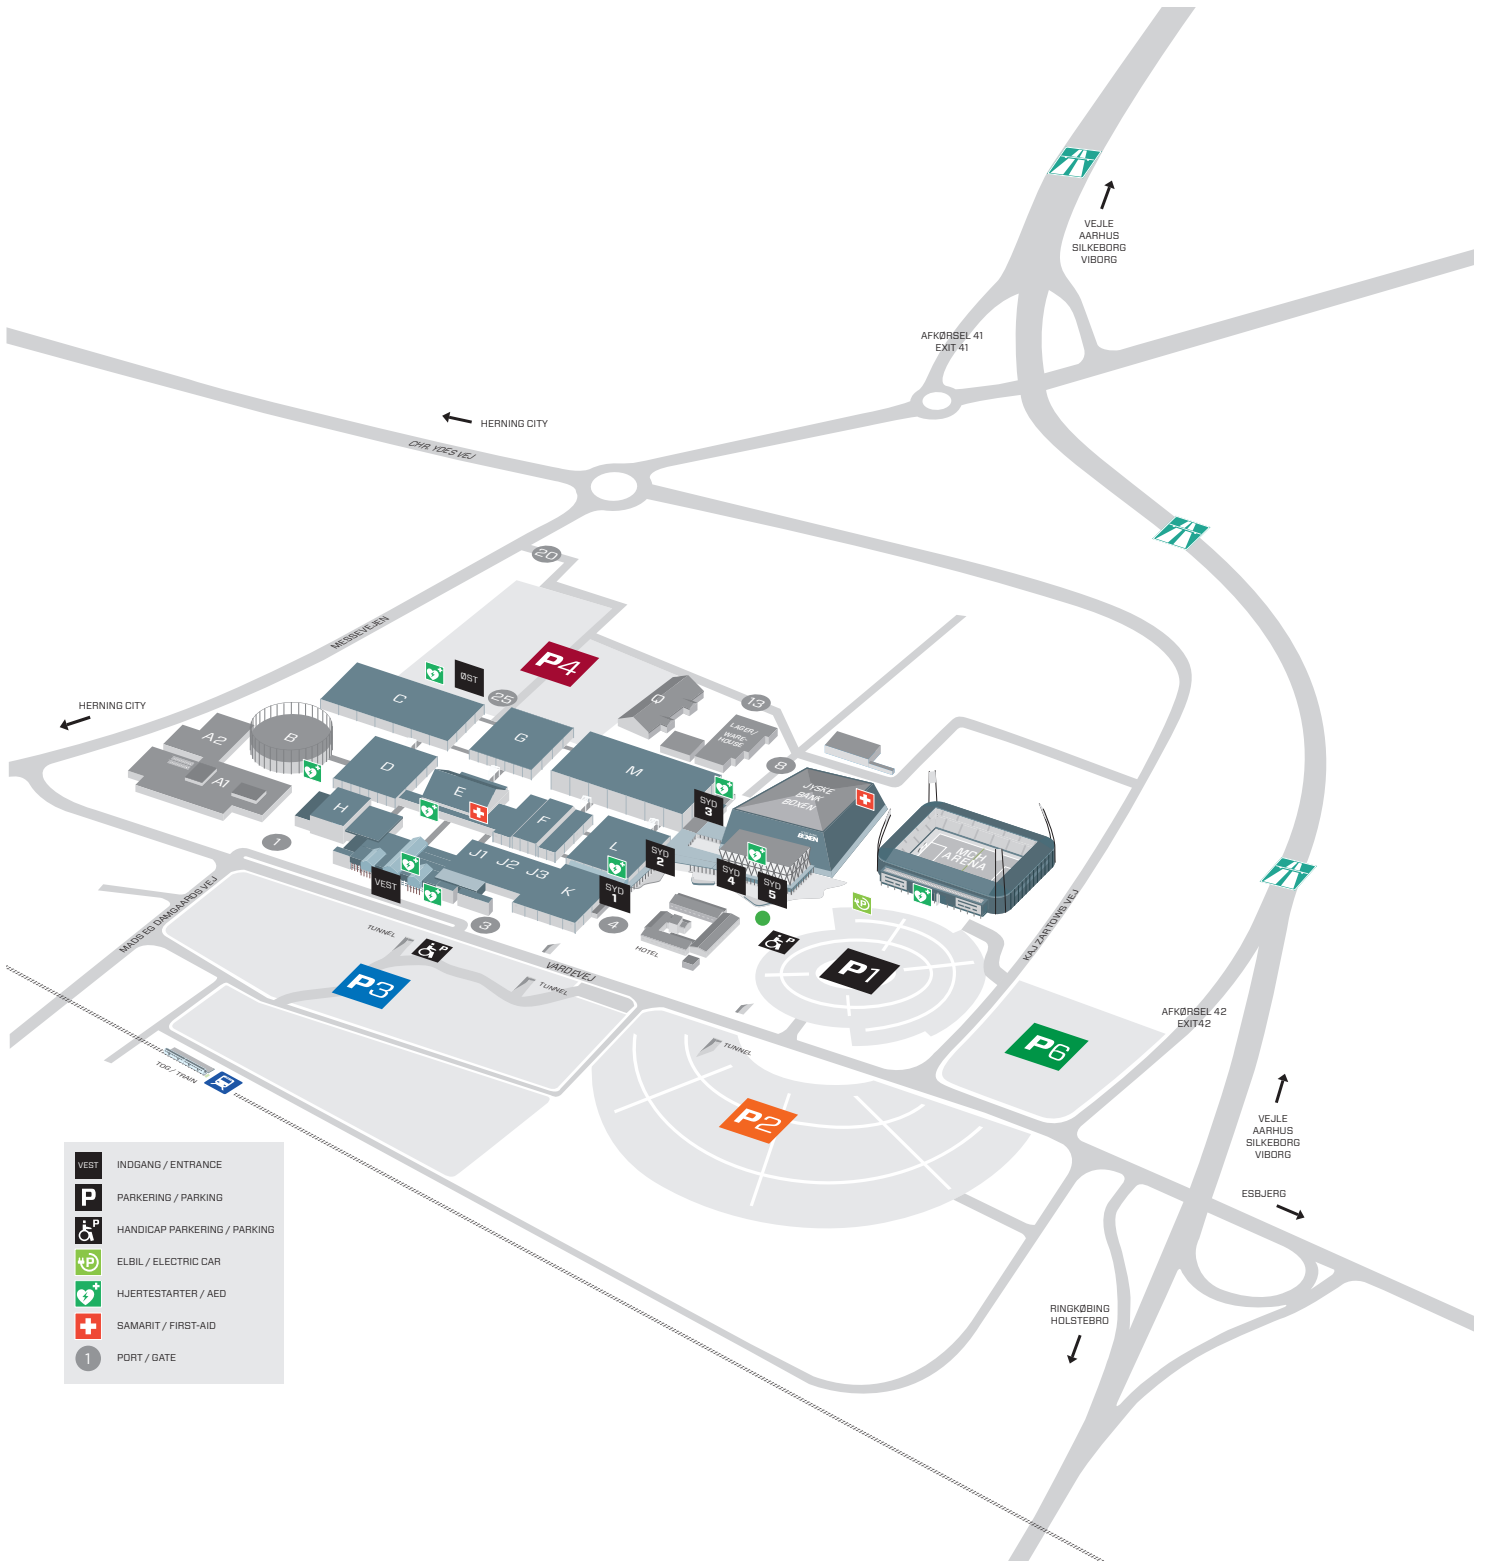 VEJLE
AARHUS
SILKEBORG
VIBORG
AFKØRSEL 41
EXIT 41
HERNING CITY
CHR. YDES VEJ
20
MESSEVEJEN
P4
ØST
C
25
Q
13
HERNING CITY
A2
B
G
LAGER/
WARE-
HOUSE
D
M
8
A1
E
JYSKE
BANK
BOXEN
H
SYD
3
F
BOXEN
1
J1
J2
J3
L
SYD
2
MCH
ARENA
VEST
K
SYD
1
SYD
4
SYD
5
MADS EG DAMGAARDS VEJ
3
4
TUNNEL
P
HOTEL
P
KAJ ZARTOWS VEJ
P3
VARDEVEJ
TUNNEL
P1
AFKØRSEL 42
EXIT42
P6
TUNNEL
TOG / TRAIN
P2
VEJLE
AARHUS
SILKEBORG
VIBORG
ESBJERG
VEST
INDGANG / ENTRANCE
P
PARKERING / PARKING
P
HANDICAP PARKERING / PARKING
P
ELBIL / ELECTRIC CAR
HJERTESTARTER / AED
SAMARIT / FIRST-AID
1
PORT / GATE
RINGKØBING
HOLSTEBRO